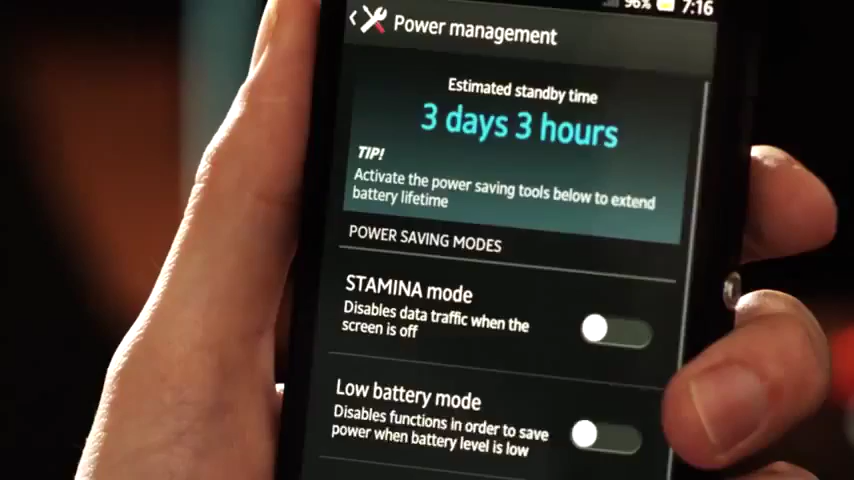 96% 7:16
Power management
Estimated standby time
3 days 3 hours
TIP!
Activate the power saving tools below to extend
battery lifetime
POWER SAVING MODES
STAMINA mode
Disables data traffic when the
screen is off
Low battery mode
Disables functions in order to save
power when battery level is low